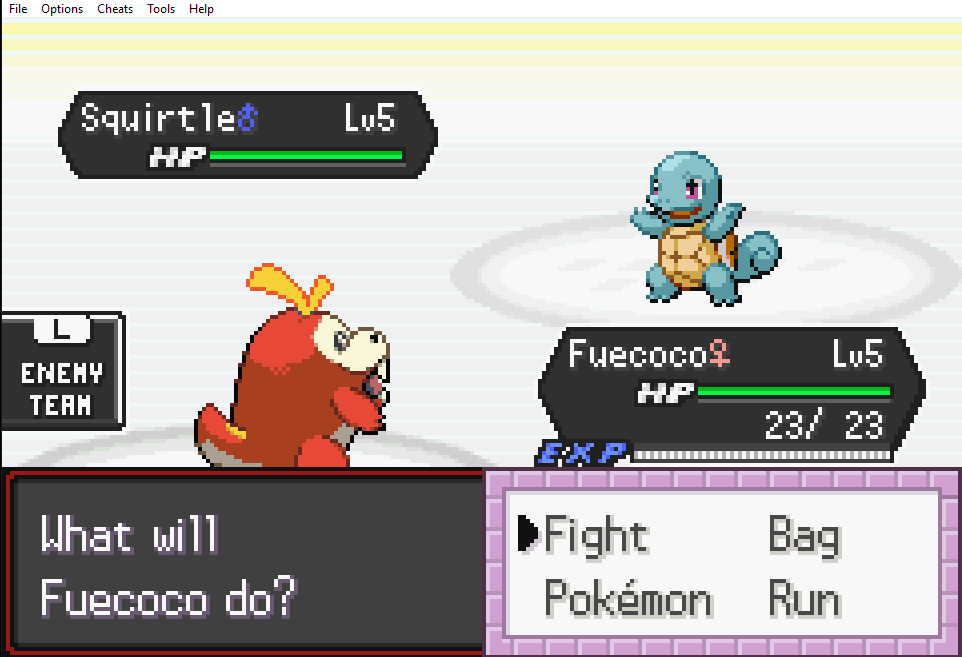 File Options Cheats Tools Help
Squirtle♂ Lv5
HP
Fuecoco♀ Lv5
HP
23/ 23
EXP
L
ENEMY
TEAM
What will
Fuecoco do?
Fight Bag
Pokémon Run